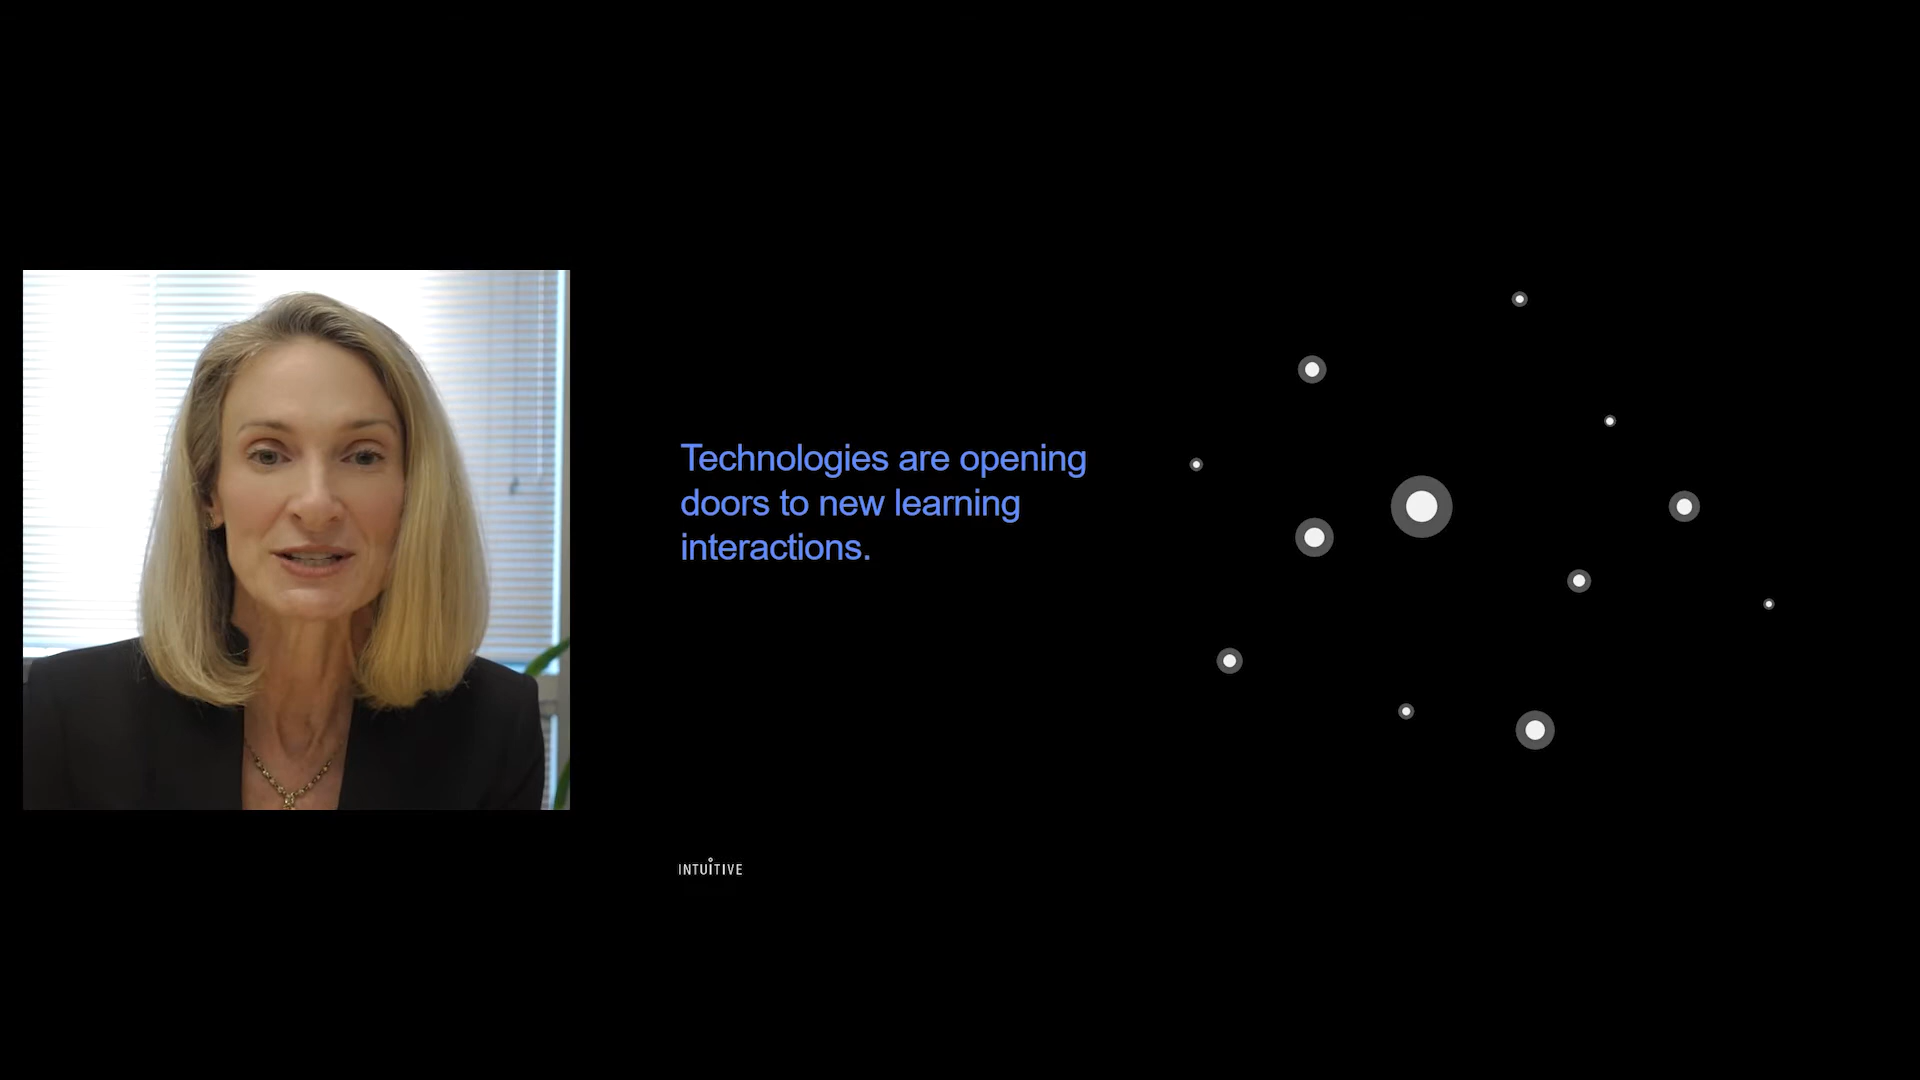 Technologies are opening
doors to new learning
interactions.
INTUITIVE